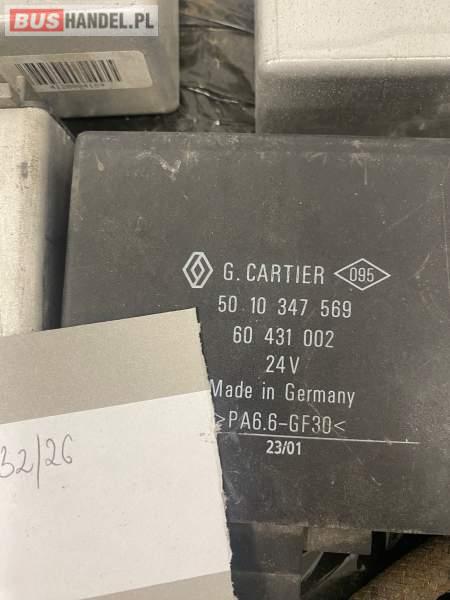 BUSHANDEL.PL
G. CARTIER 095
50 10 347 569
60 431 002
24V
Made in Germany
>PA6.6-GF30<
23/01
32/26